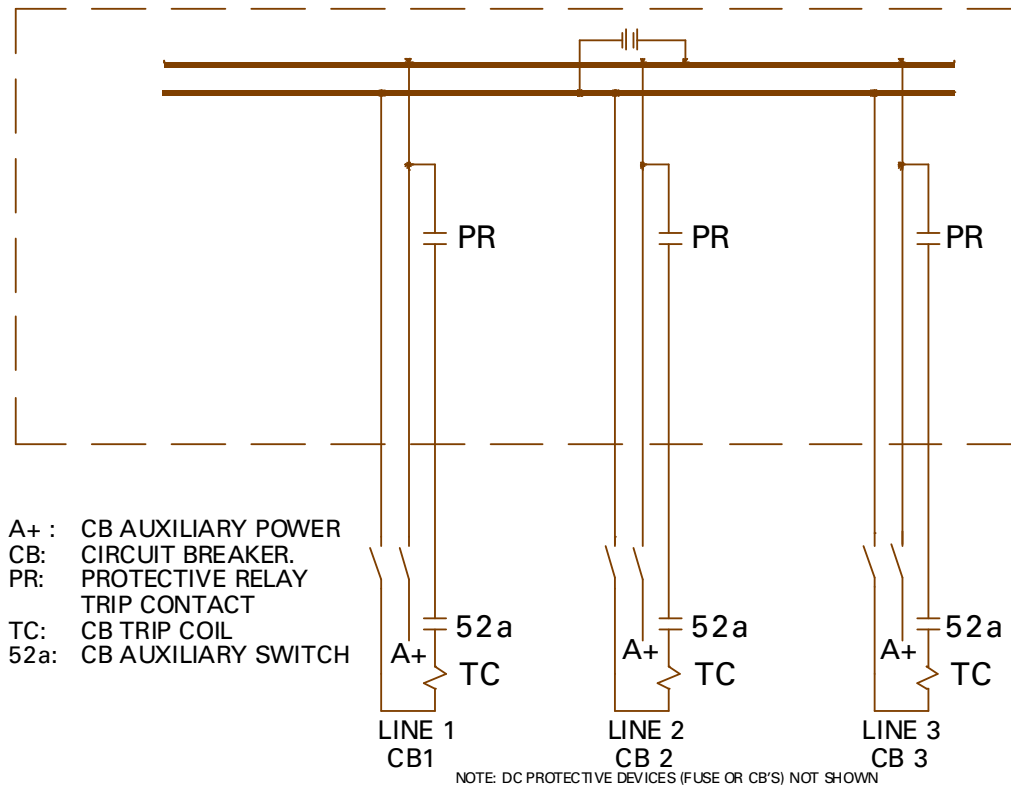 PR
PR
PR
A+ : CB AUXILIARY POWER
CB: CIRCUIT BREAKER.
PR: PROTECTIVE RELAY
TRIP CONTACT
TC: CB TRIP COIL
52a: CB AUXILIARY SWITCH
52a
A+
TC
LINE 1
CB1
52a
A+
TC
LINE 2
CB 2
52a
A+
TC
LINE 3
CB 3
NOTE: DC PROTECTIVE DEVICES (FUSE OR CB'S) NOT SHOWN